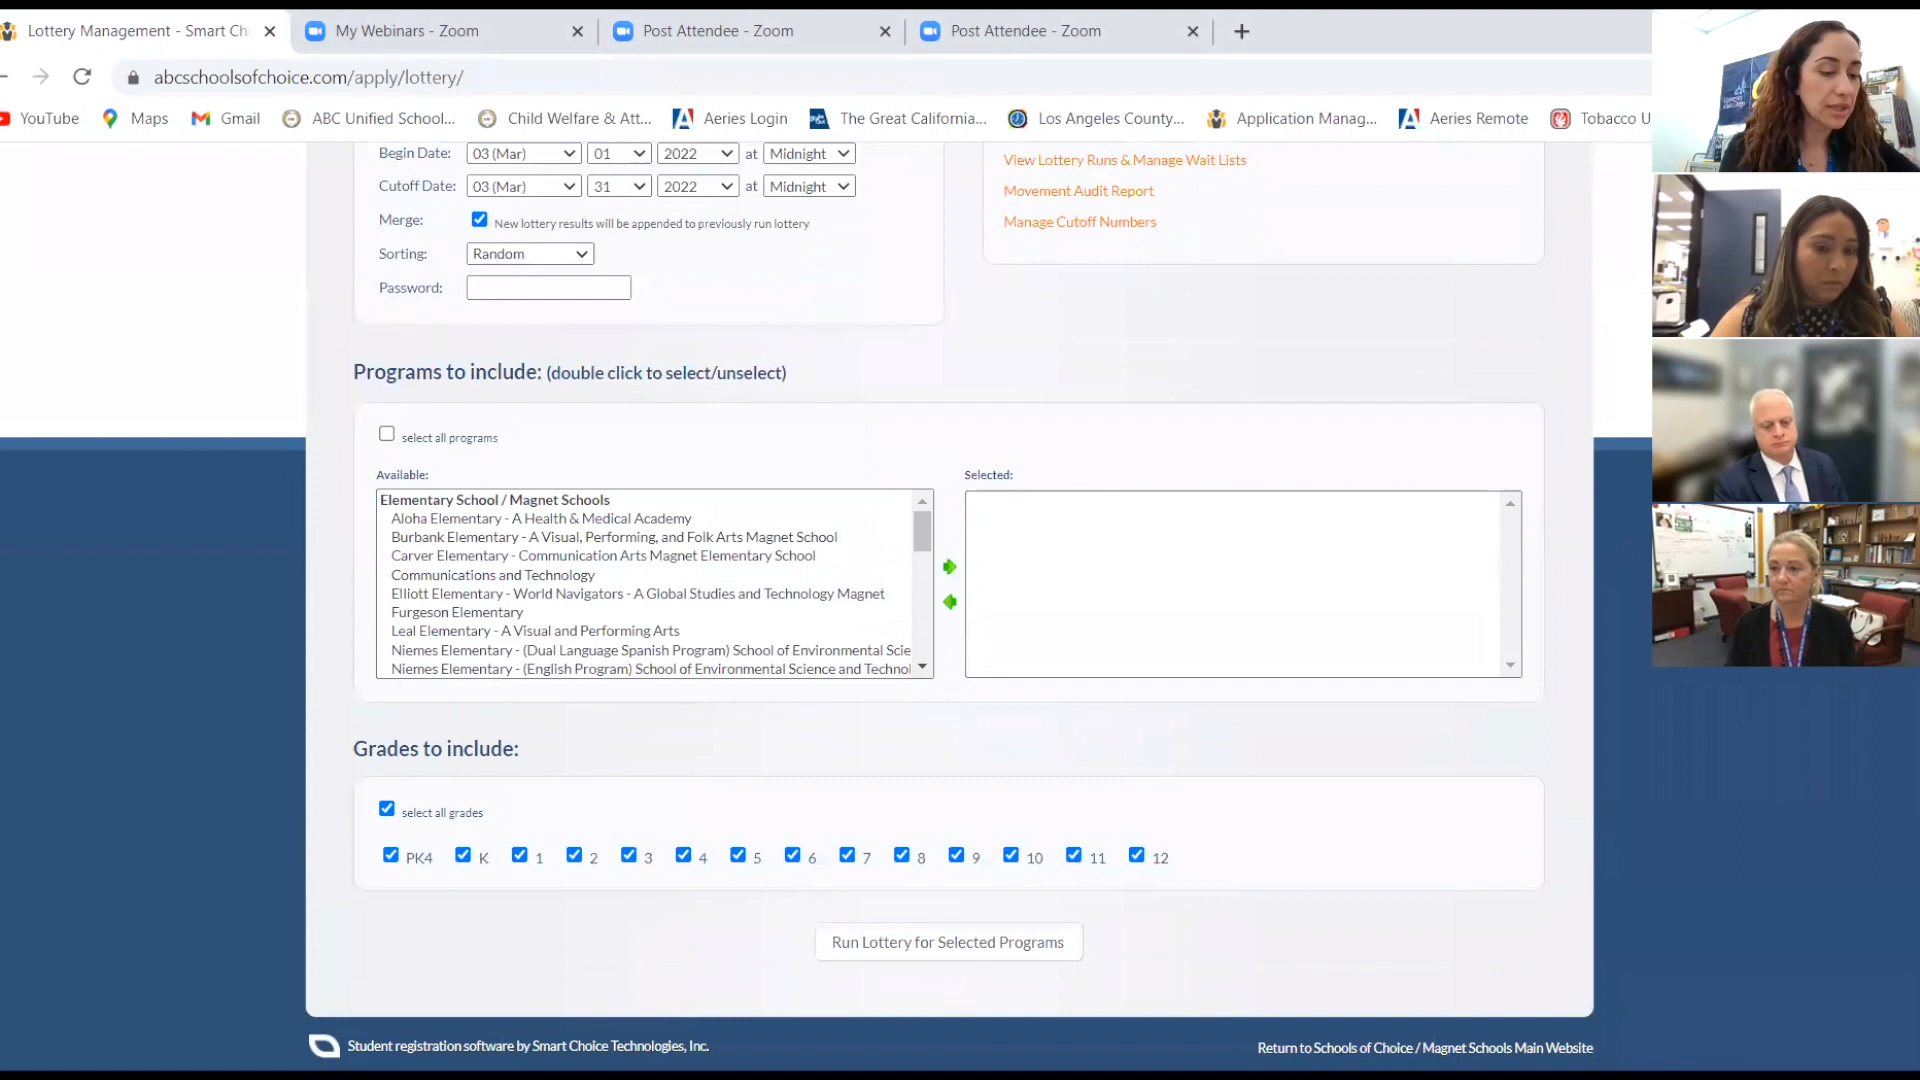 Lottery Management - Smart Ch
My Webinars - Zoom
Post Attendee - Zoom
Post Attendee - Zoom
abcschoolsofchoice.com/apply/lottery/
YouTube
Maps
Gmail
ABC Unified School...
Child Welfare & Att...
Aeries Login
The Great California...
Los Angeles County...
Application Manag...
Aeries Remote
Tobacco U
Begin Date: 03 (Mar) 01 2022 at Midnight
Cutoff Date: 03 (Mar) 31 2022 at Midnight
Merge: New lottery results will be appended to previously run lottery
Sorting: Random
Password:
View Lottery Runs & Manage Wait Lists
Movement Audit Report
Manage Cutoff Numbers
Programs to include: (double click to select/unselect)
select all programs
Available:
Elementary School / Magnet Schools
Aloha Elementary - A Health & Medical Academy
Burbank Elementary - A Visual, Performing, and Folk Arts Magnet School
Carver Elementary - Communication Arts Magnet Elementary School
Communications and Technology
Elliott Elementary - World Navigators - A Global Studies and Technology Magnet
Furgeson Elementary
Leal Elementary - A Visual and Performing Arts
Niemes Elementary - (Dual Language Spanish Program) School of Environmental Scie
Niemes Elementary - (English Program) School of Environmental Science and Technol
Selected:
Grades to include:
select all grades
PK4 K 1 2 3 4 5 6 7 8 9 10 11 12
Run Lottery for Selected Programs
Student registration software by Smart Choice Technologies, Inc.
Return to Schools of Choice / Magnet Schools Main Website